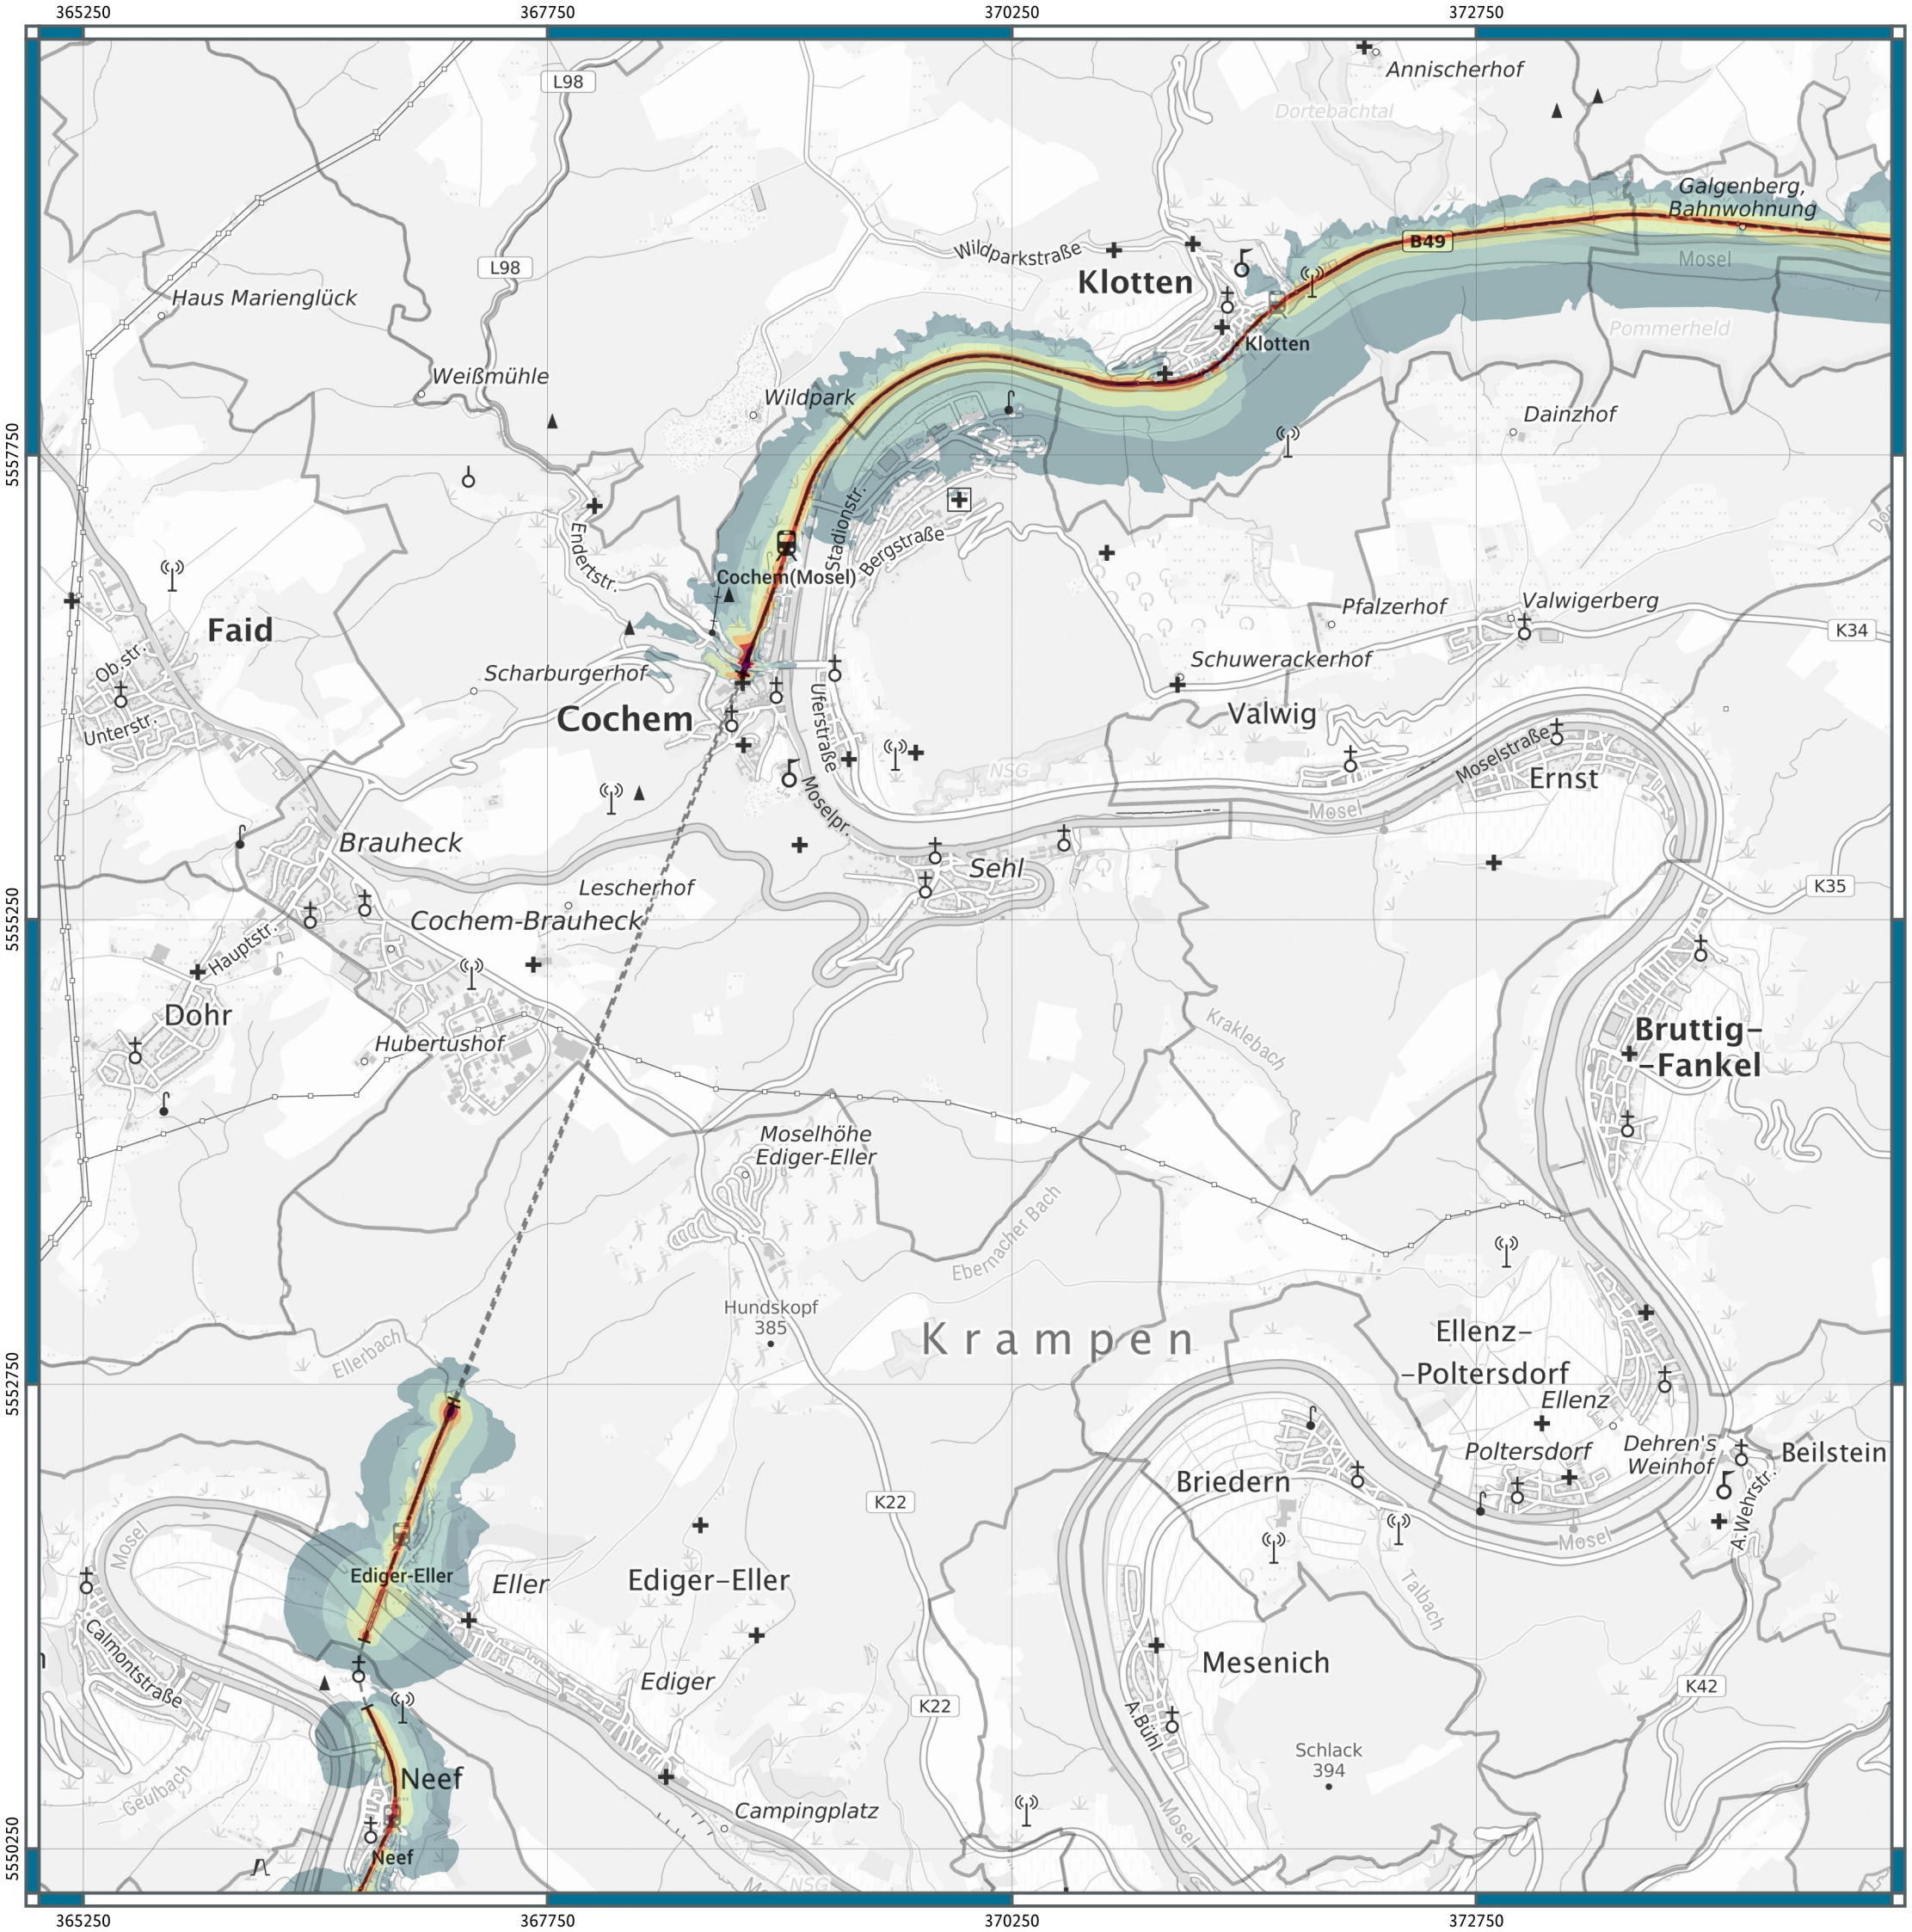 365250
367750
370250
372750
Annischerhof
L98
Dortebachtal
Galgenberg,
Bahnwohnung
B49
Mosel
Wildparkstraße
L98
Klotten
Haus Marienglück
Pommerheld
Klotten
Weißmühle
Wildpark
Dainzhof
557750
Stadionstr.
Bergstraße
Endertstr.
Cochem(Mosel)
Pfalzerhof
Valwigerberg
K34
Faid
Ob.str.
Scharburgerhof
Schuwerackerhof
Unterstr.
Cochem
Uferstraße
Valwig
Moselstraße
Ernst
NSG
Moselpr.
Mosel
Brauheck
Sehl
Lescherhof
K35
Cochem-Brauheck
555250
Hauptstr.
Dohr
Kraklebach
Bruttig-
-Fankel
Hubertushof
Moselhöhe
Ediger-Eller
Ebernacher Bach
Hundskopf
385
Krampen
Ellenz-
-Poltersdorf
Ellerbach
552750
Ellenz
Poltersdorf
Dehren's
Weinhof
Beilstein
Briedern
K22
A.Wehrstr.
Mosel
Mosel
Talbach
Ediger-Eller
Eller
Ediger-Eller
Calmontstraße
Mesenich
Ediger
K42
K22
A.Bühl
Schlack
394
Neef
Geulbach
Campingplatz
Mosel
550250
Neef
NSG
365250
367750
370250
372750